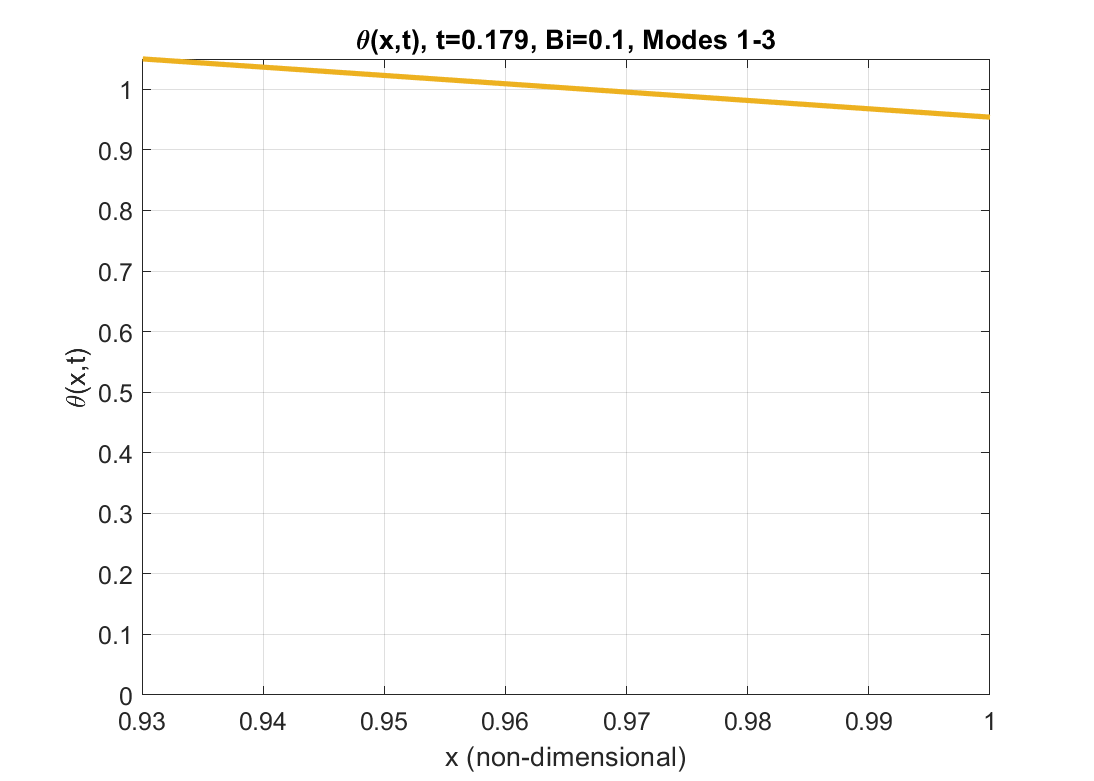 θ(x,t), t=0.179, Bi=0.1, Modes 1-3
1
0.9
0.8
0.7
0.6
0.5
0.4
0.3
0.2
0.1
0
θ(x,t)
0.93 0.94 0.95 0.96 0.97 0.98 0.99 1
x (non-dimensional)